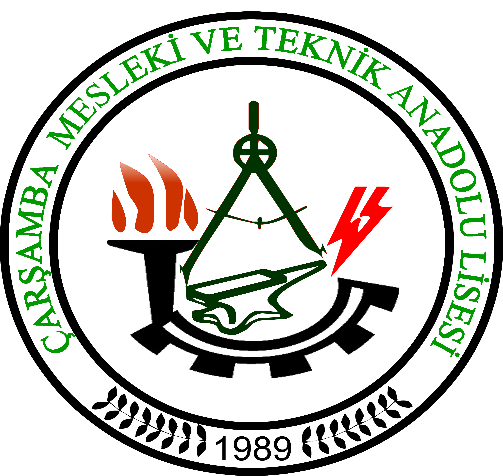 ÇARŞAMBA MESLEKİ VE TEKNİK ANADOLU LİSESİ
1989